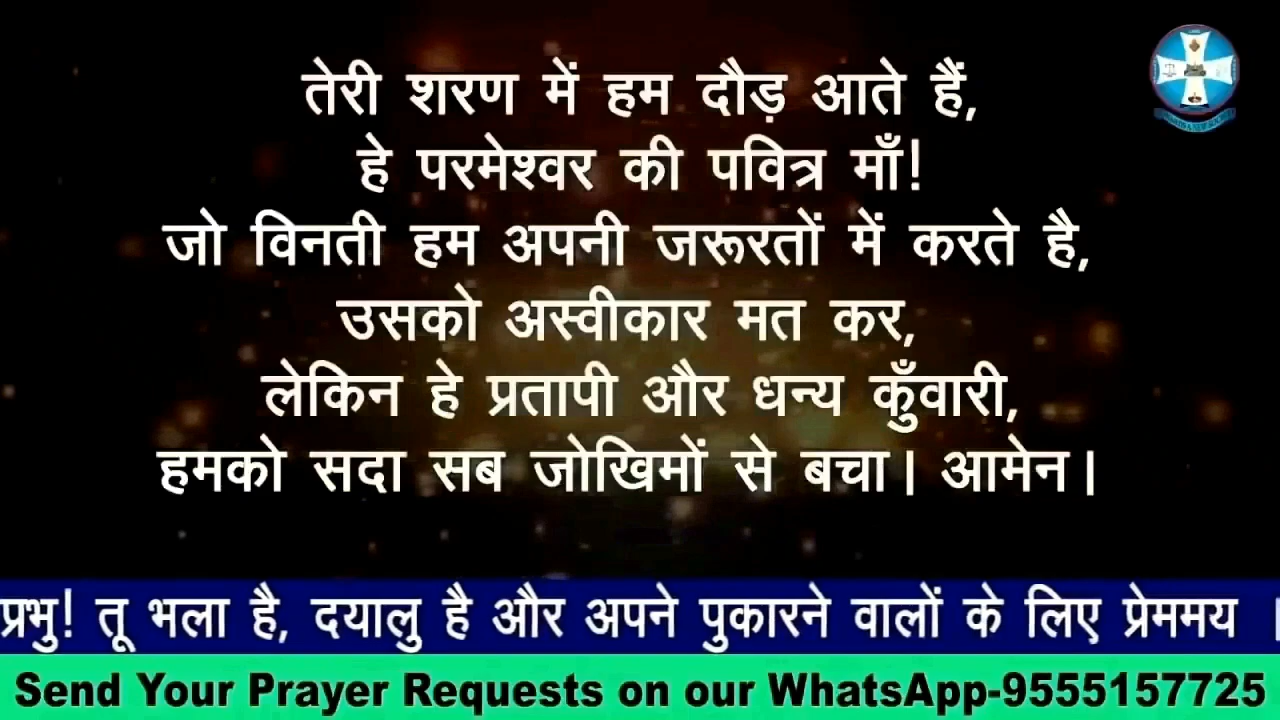 तेरी शरण में हम दौड़ आते हैं,
हे परमेश्वर की पवित्र माँ!
जो विनती हम अपनी जरूरतों में करते है,
उसको अस्वीकार मत कर,
लेकिन हे प्रतापी और धन्य कुँवारी,
हमको सदा सब जोखिमों से बचा। आमेन।
प्रभु! तू भला है, दयालु है और अपने पुकारने वालों के लिए प्रेममय ।
Send Your Prayer Requests on our WhatsApp-9555157725